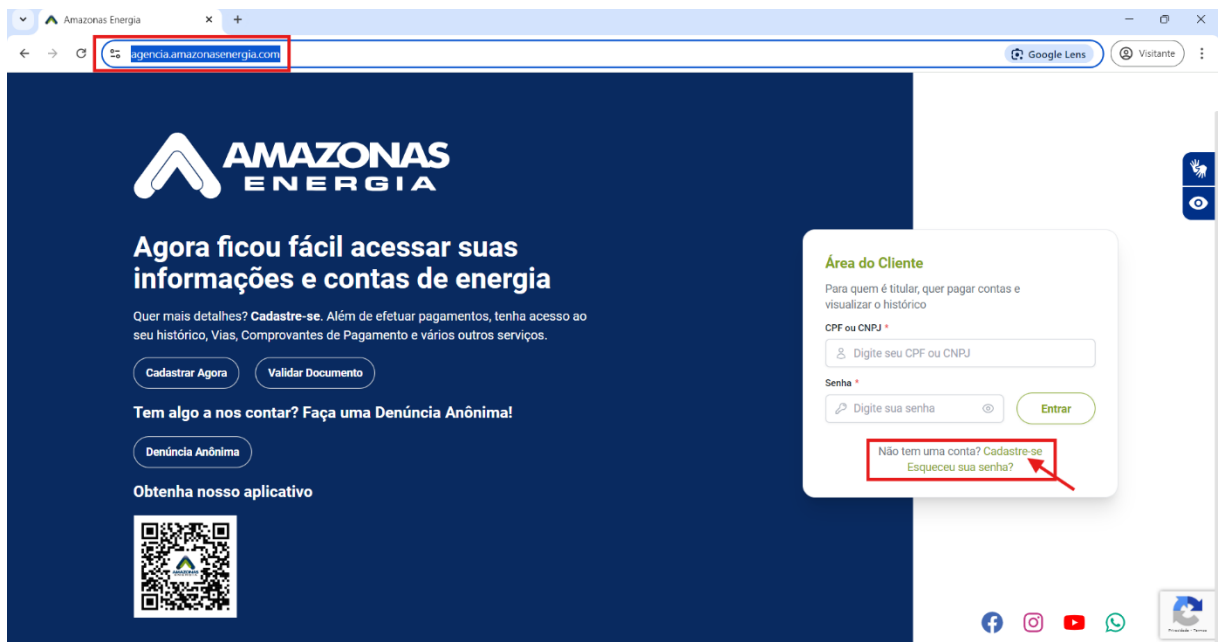 Amazonas Energia
agencia.amazonasenergia.com
Google Lens
Visitante
AMAZONAS
ENERGIA
Agora ficou fácil acessar suas
informações e contas de energia
Quer mais detalhes? Cadastre-se. Além de efetuar pagamentos, tenha acesso ao
seu histórico, Vias, Comprovantes de Pagamento e vários outros serviços.
Cadastrar Agora
Validar Documento
Tem algo a nos contar? Faça uma Denúncia Anônima!
Denúncia Anônima
Obtenha nosso aplicativo
AMAZONAS
ENERGIA
Área do Cliente
Para quem é titular, quer pagar contas e
visualizar o histórico
CPF ou CNPJ *
Digite seu CPF ou CNPJ
Senha *
Digite sua senha
Entrar
Não tem uma conta? Cadastre-se
Esqueceu sua senha?
Privacidade - Termos